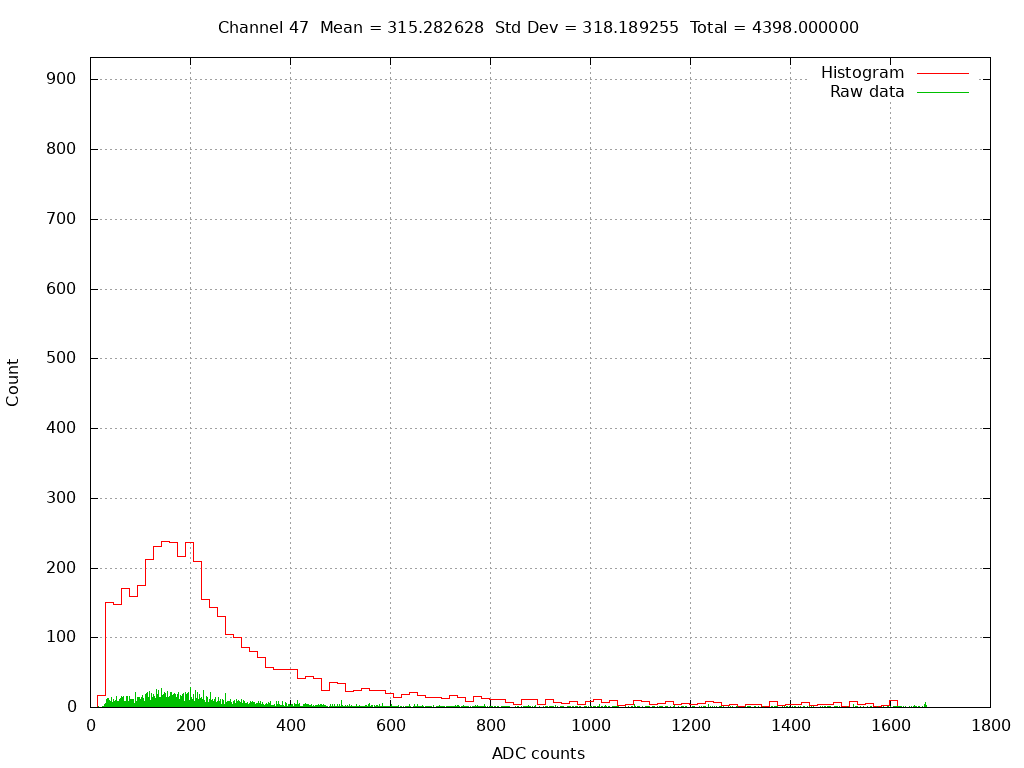 Channel 47  Mean = 315.282628  Std Dev = 318.189255  Total = 4398.000000
Histogram
Raw data
900
800
700
600
500
400
300
200
100
0
Count
0 200 400 600 800 1000 1200 1400 1600 1800
ADC counts